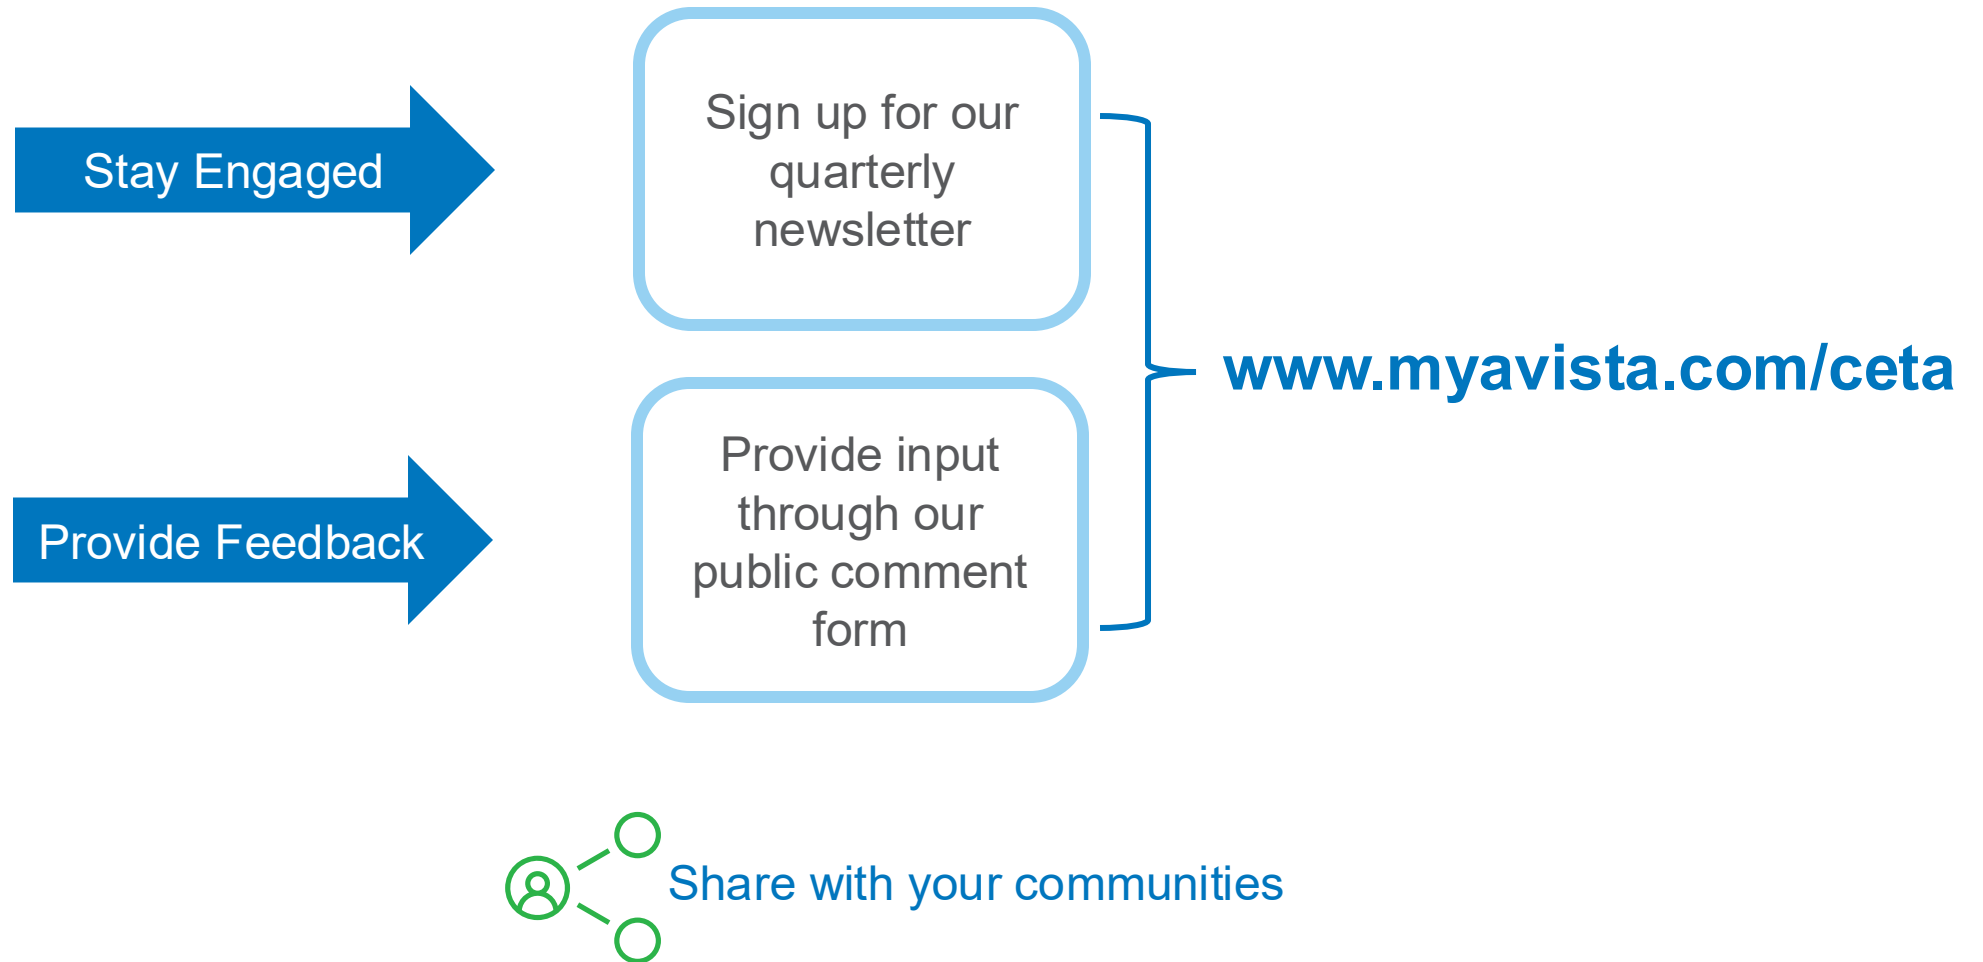 Stay Engaged
Sign up for our
quarterly
newsletter
www.myavista.com/ceta
Provide Feedback
Provide input
through our
public comment
form
Share with your communities